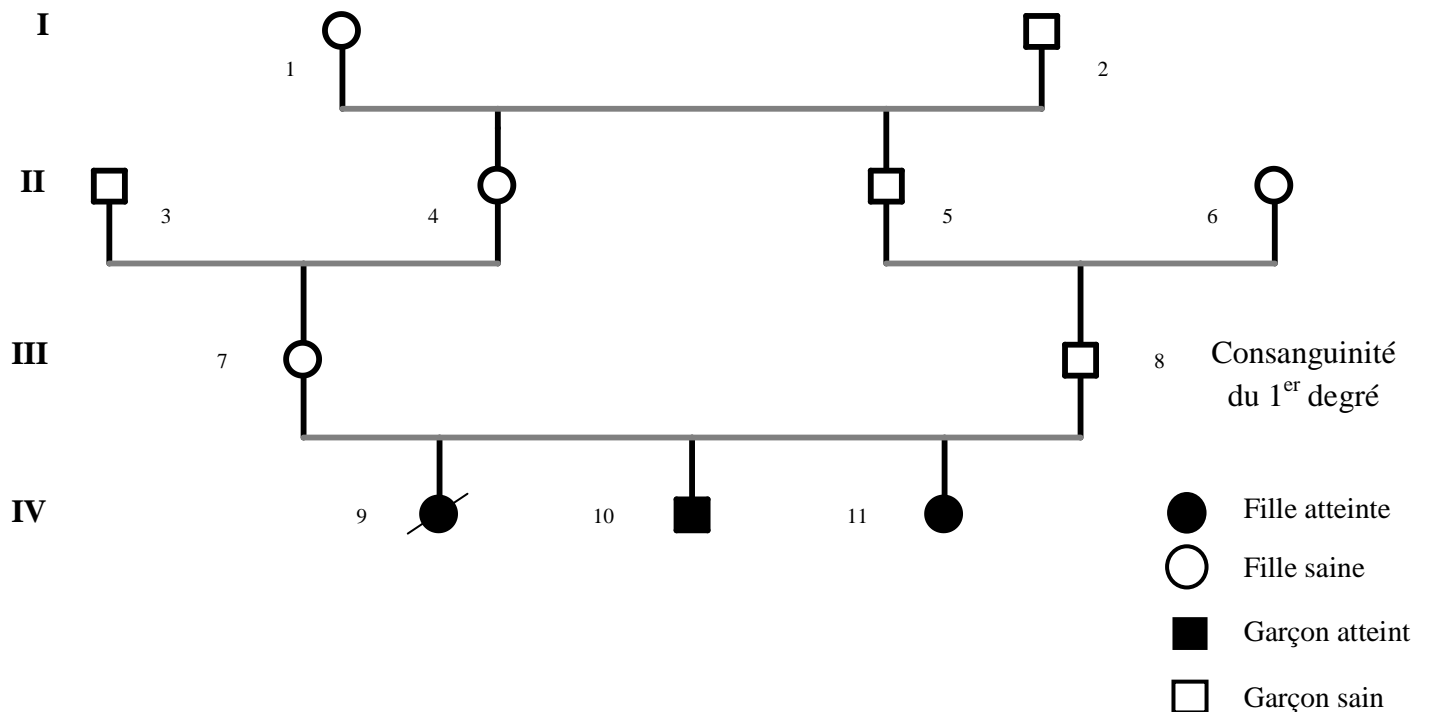 I
1
2
II
3
4
5
6
III
7
8
Consanguinité
du 1er degré
IV
9
10
11
Fille atteinte
Fille saine
Garçon atteint
Garçon sain